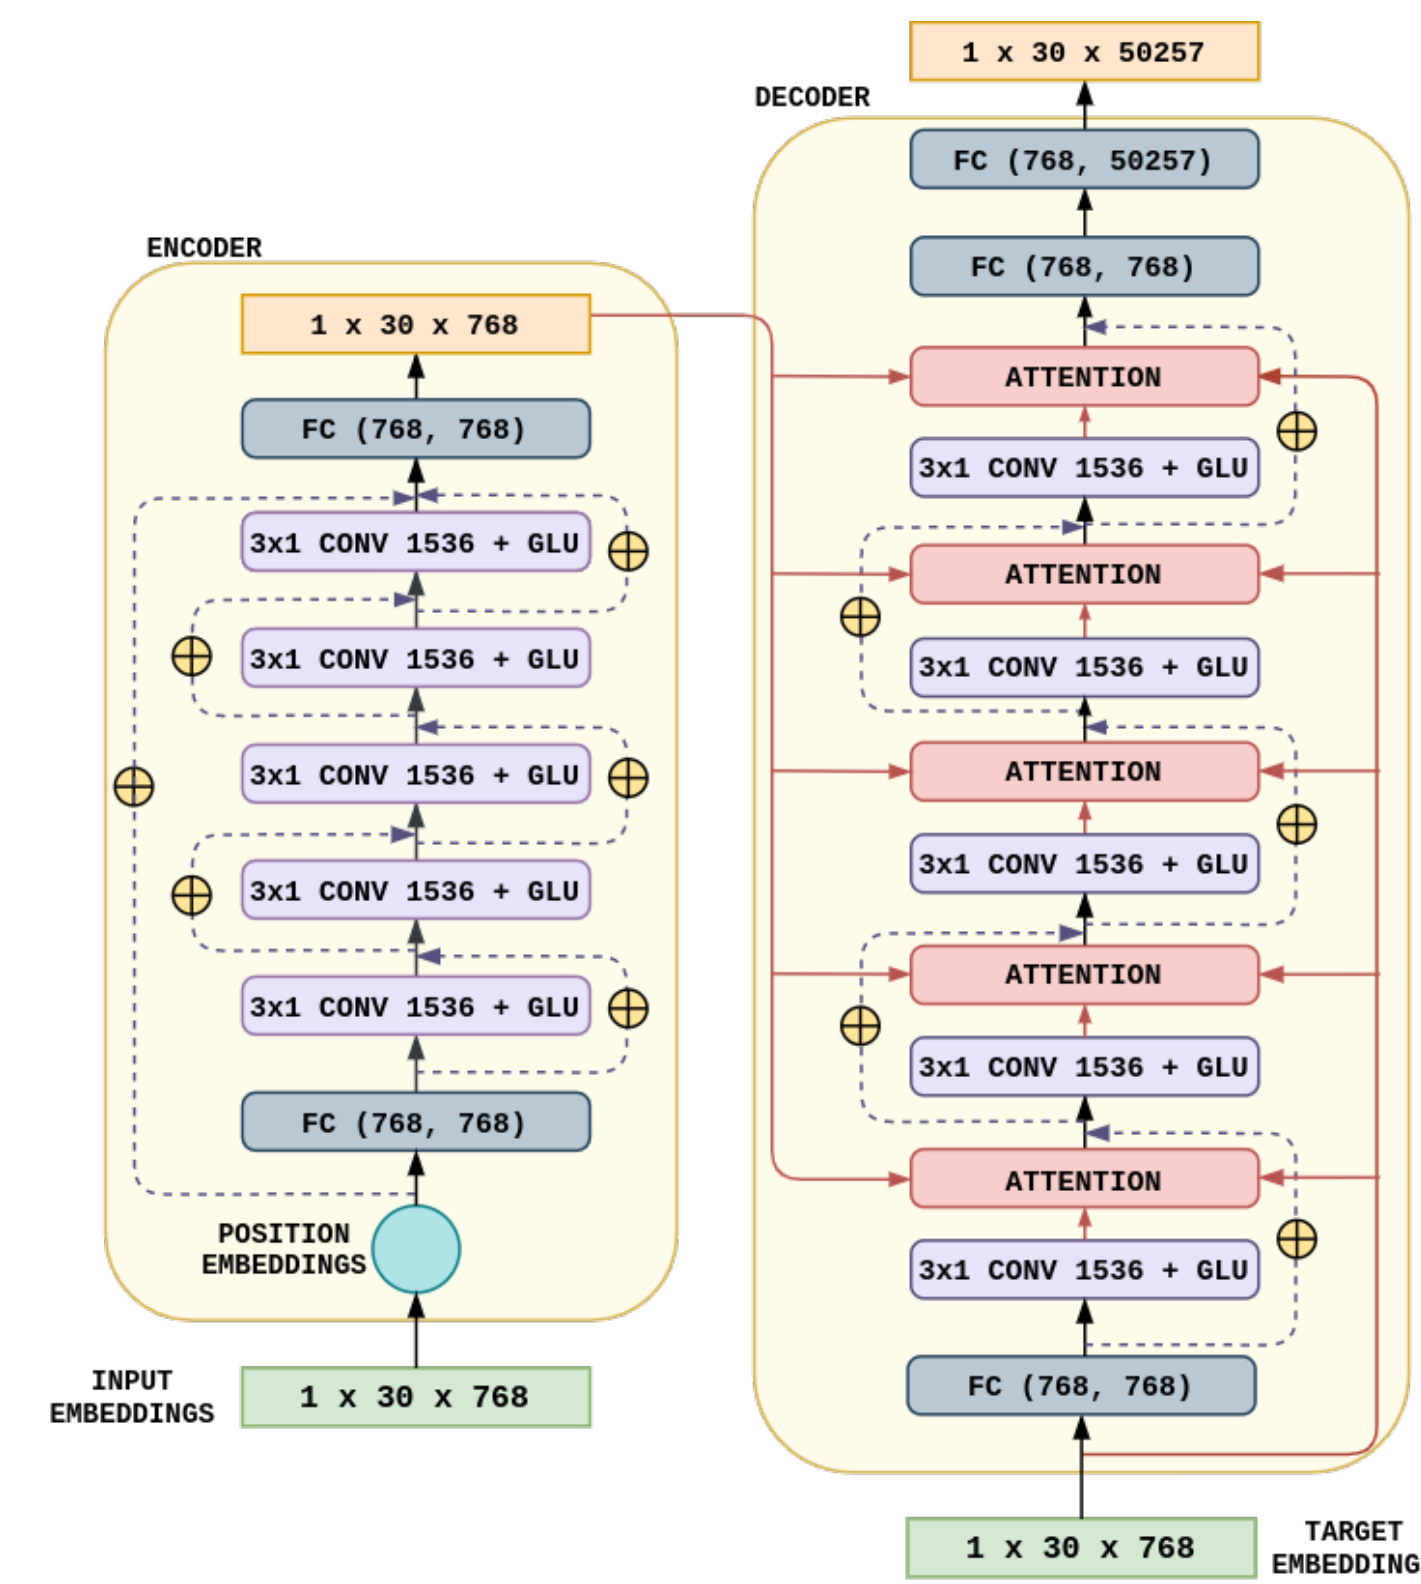 ENCODER
1 x 30 x 768
FC (768, 768)
3x1 CONV 1536 + GLU
3x1 CONV 1536 + GLU
3x1 CONV 1536 + GLU
3x1 CONV 1536 + GLU
3x1 CONV 1536 + GLU
FC (768, 768)
POSITION
EMBEDDINGS
INPUT
EMBEDDINGS
1 x 30 x 768
1 x 30 x 50257
DECODER
FC (768, 50257)
FC (768, 768)
ATTENTION
3x1 CONV 1536 + GLU
ATTENTION
3x1 CONV 1536 + GLU
ATTENTION
3x1 CONV 1536 + GLU
ATTENTION
3x1 CONV 1536 + GLU
ATTENTION
3x1 CONV 1536 + GLU
FC (768, 768)
1 x 30 x 768
TARGET
EMBEDDING